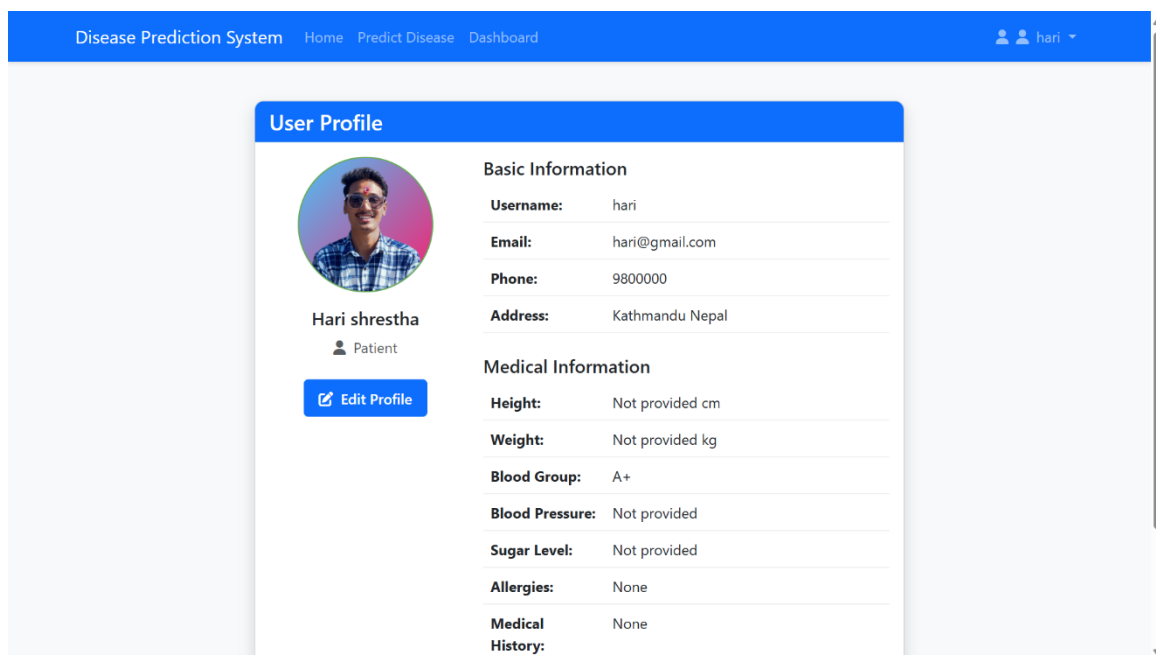 Disease Prediction System Home Predict Disease Dashboard hari
User Profile
Hari shrestha
Patient
Edit Profile
Basic Information
Username: hari
Email: hari@gmail.com
Phone: 9800000
Address: Kathmandu Nepal
Medical Information
Height: Not provided cm
Weight: Not provided kg
Blood Group: A+
Blood Pressure: Not provided
Sugar Level: Not provided
Allergies: None
Medical None
History: